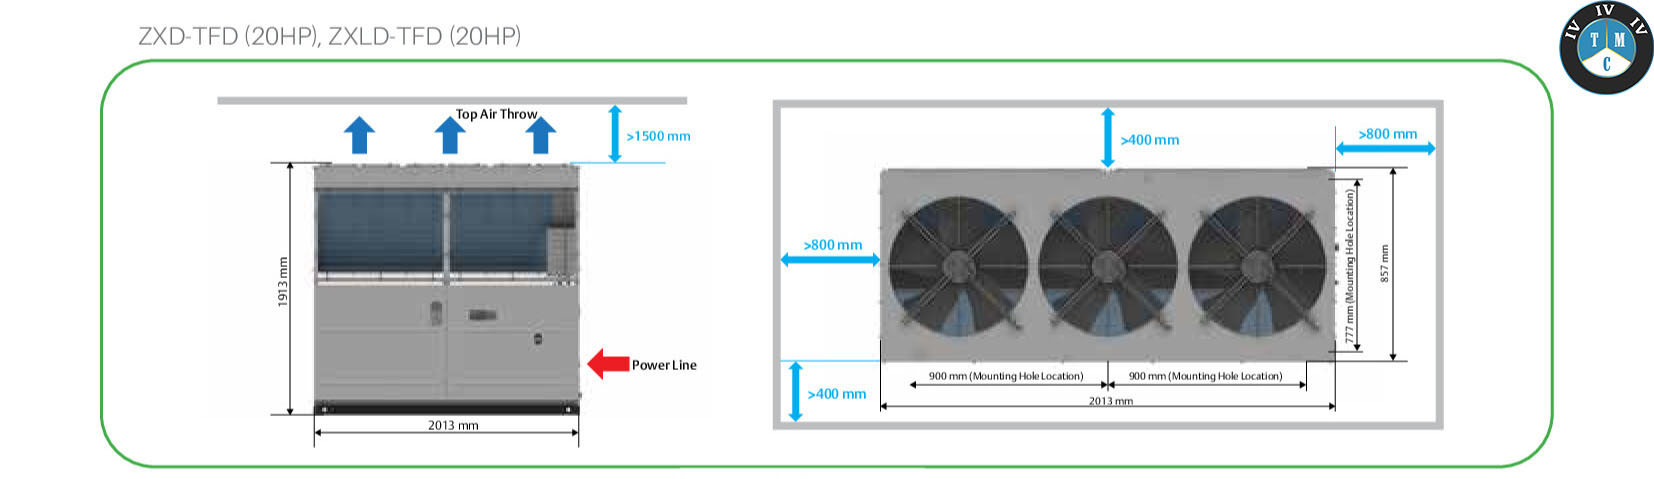 ZXD-TFD (20HP), ZXLD-TFD (20HP)
IV IV IV
T M
C
Top Air Throw
>1500 mm
1913 mm
Power Line
2013 mm
>400 mm
>800 mm
>800 mm
777 mm (Mounting Hole Location)
857 mm
900 mm (Mounting Hole Location)
900 mm (Mounting Hole Location)
>400 mm
2013 mm